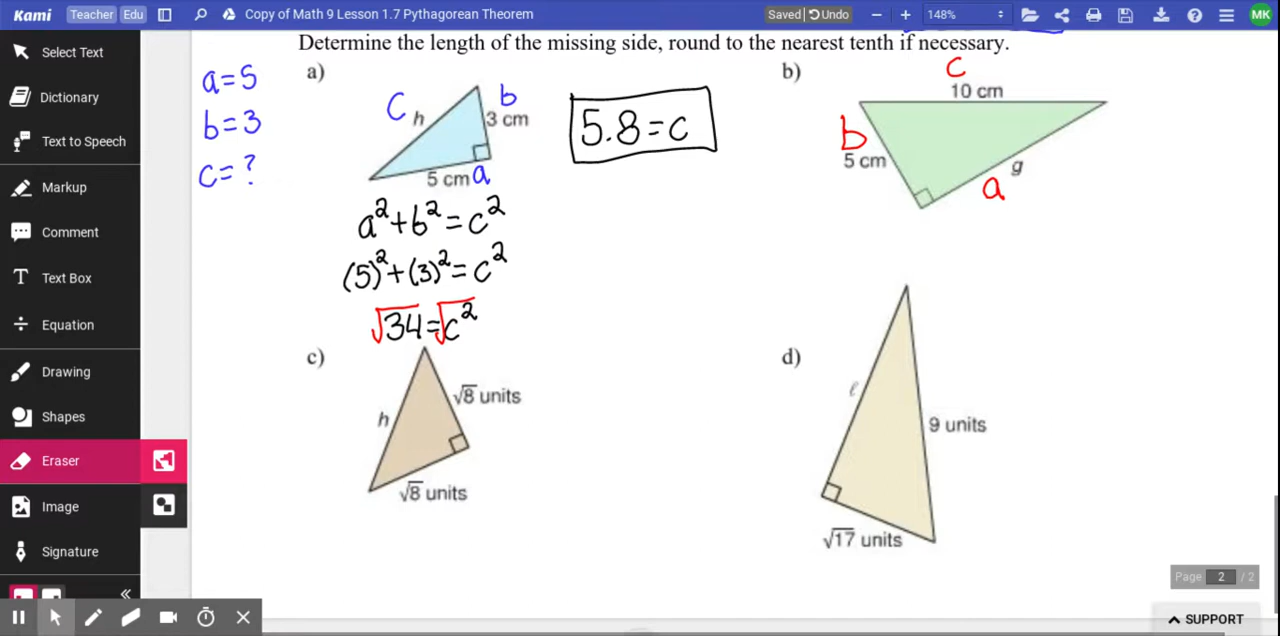 Kami Teacher Edu Copy of Math 9 Lesson 1.7 Pythagorean Theorem Saved Undo − + 148% MK
Select Text
Dictionary
Text to Speech
Markup
Comment
Text Box
Equation
Drawing
Shapes
Eraser
Image
Signature
«
Determine the length of the missing side, round to the nearest tenth if necessary.
a)
a=5
b=3
c=?
c h b
3 cm
5 cm a
5.8=c
a²+b²=c²
(5)²+(3)²=c²
√34=√c²
b)
c
10 cm
b
5 cm
g
a
c)
h
√8 units
√8 units
d)
ℓ
9 units
√17 units
Page 2 / 2
SUPPORT